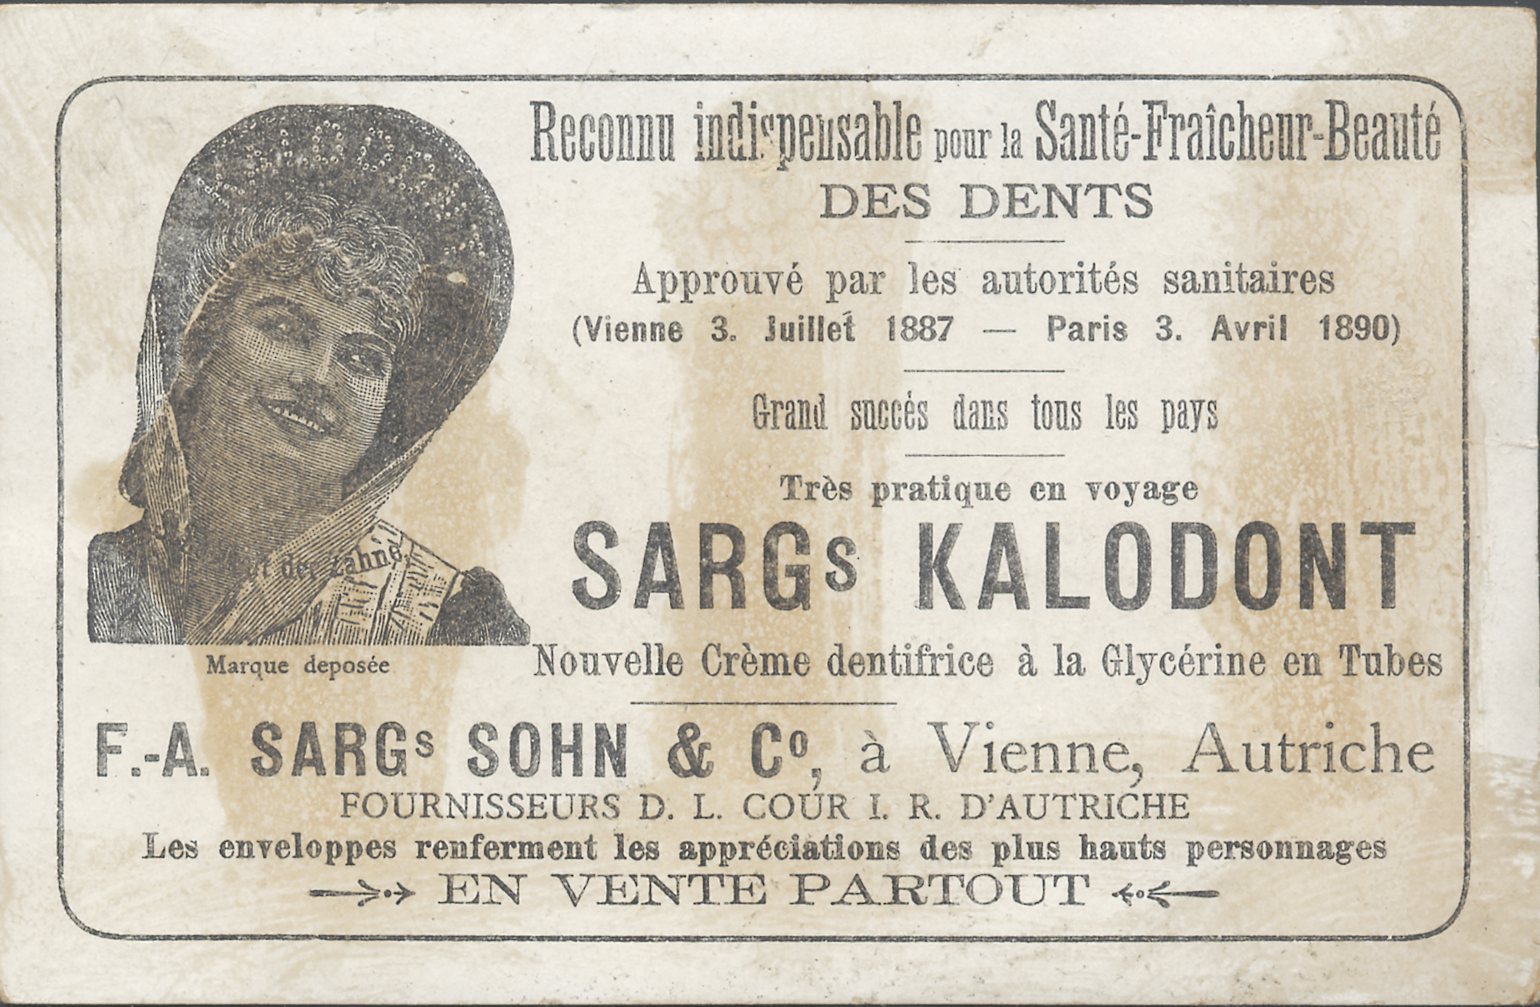 Reconnu indispensable pour la Santé-Fraîcheur-Beauté
DES DENTS
Approuvé par les autorités sanitaires
(Vienne 3. Juillet 1887 — Paris 3. Avril 1890)
Grand succés dans tous les pays
Très pratique en voyage
SARGs KALODONT
Nouvelle Crème dentifrice à la Glycérine en Tubes
der Zähne.
Marque deposée
F.-A. SARGs SOHN & Cº, à Vienne, Autriche
FOURNISSEURS D. L. COUR I. R. D'AUTRICHE
Les enveloppes renferment les appréciations des plus hauts personnages
EN VENTE PARTOUT